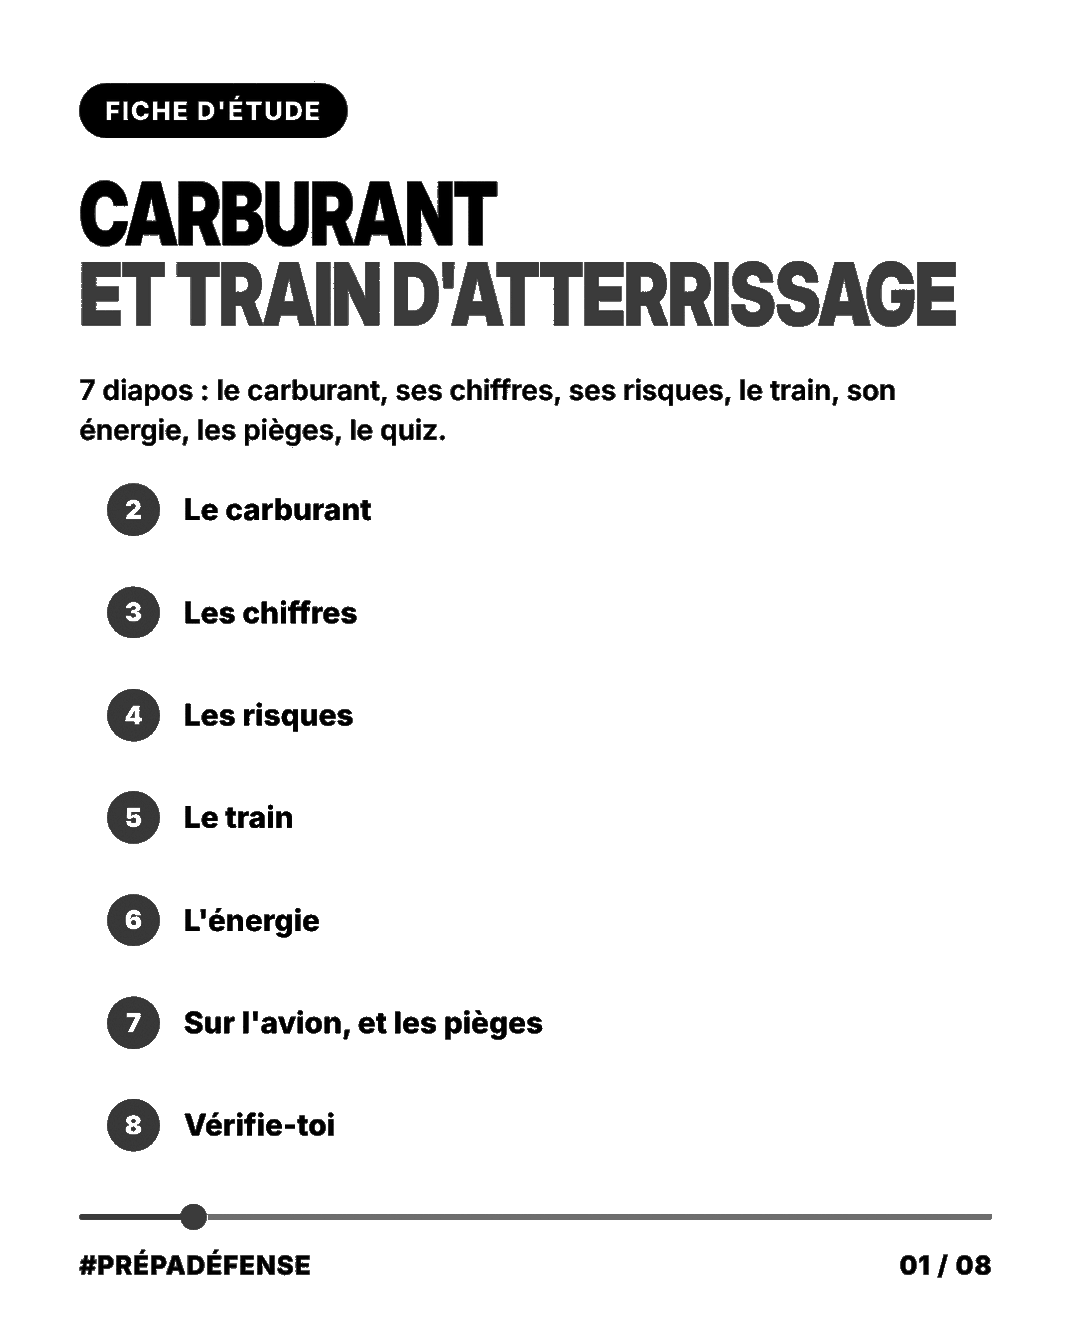 FICHE D'ÉTUDE
CARBURANT
ET TRAIN D'ATTERRISSAGE
7 diapos : le carburant, ses chiffres, ses risques, le train, son
énergie, les pièges, le quiz.
2 Le carburant
3 Les chiffres
4 Les risques
5 Le train
6 L'énergie
7 Sur l'avion, et les pièges
8 Vérifie-toi
#PRÉPADÉFENSE
01 / 08